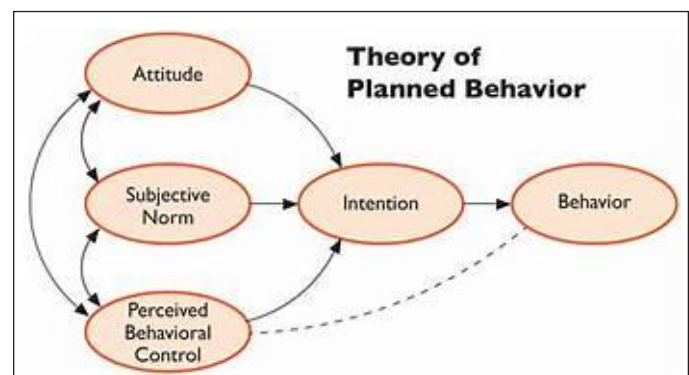 Theory of
Planned Behavior
Attitude
Subjective
Norm
Intention
Behavior
Perceived
Behavioral
Control